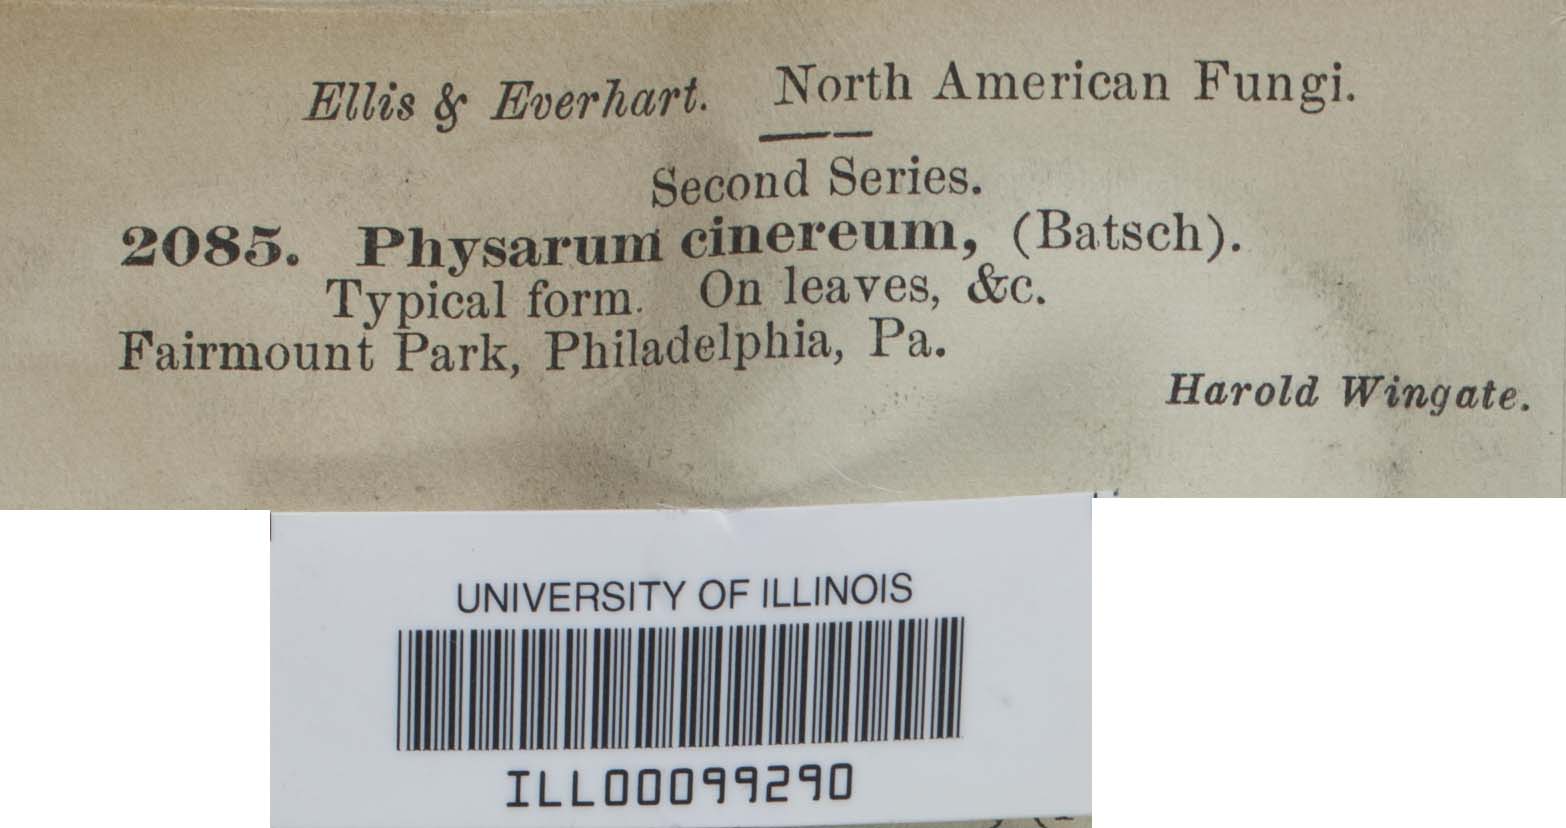 Ellis & Everhart. North American Fungi.
Second Series.
2085. Physarum cinereum, (Batsch).
Typical form. On leaves, &c.
Fairmount Park, Philadelphia, Pa.
Harold Wingate.
UNIVERSITY OF ILLINOIS
ILL00099290